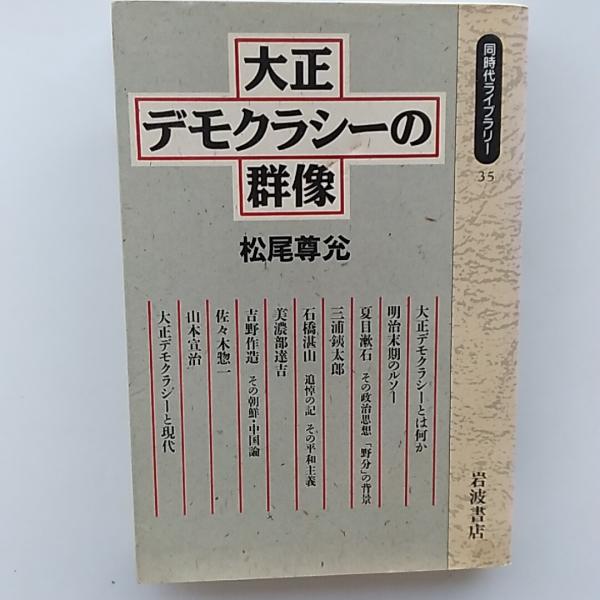 大正
デモクラシーの
群像
松尾尊兊
同時代ライブラリー
35
大正デモクラシーとは何か
明治末期のルソー
夏目漱石 その政治思想 「野分」の背景
三浦銕太郎
石橋湛山 追悼の記 その平和主義
美濃部達吉
吉野作造 その朝鮮・中国論
佐々木惣一
山本宣治
大正デモクラシーと現代
岩波書店